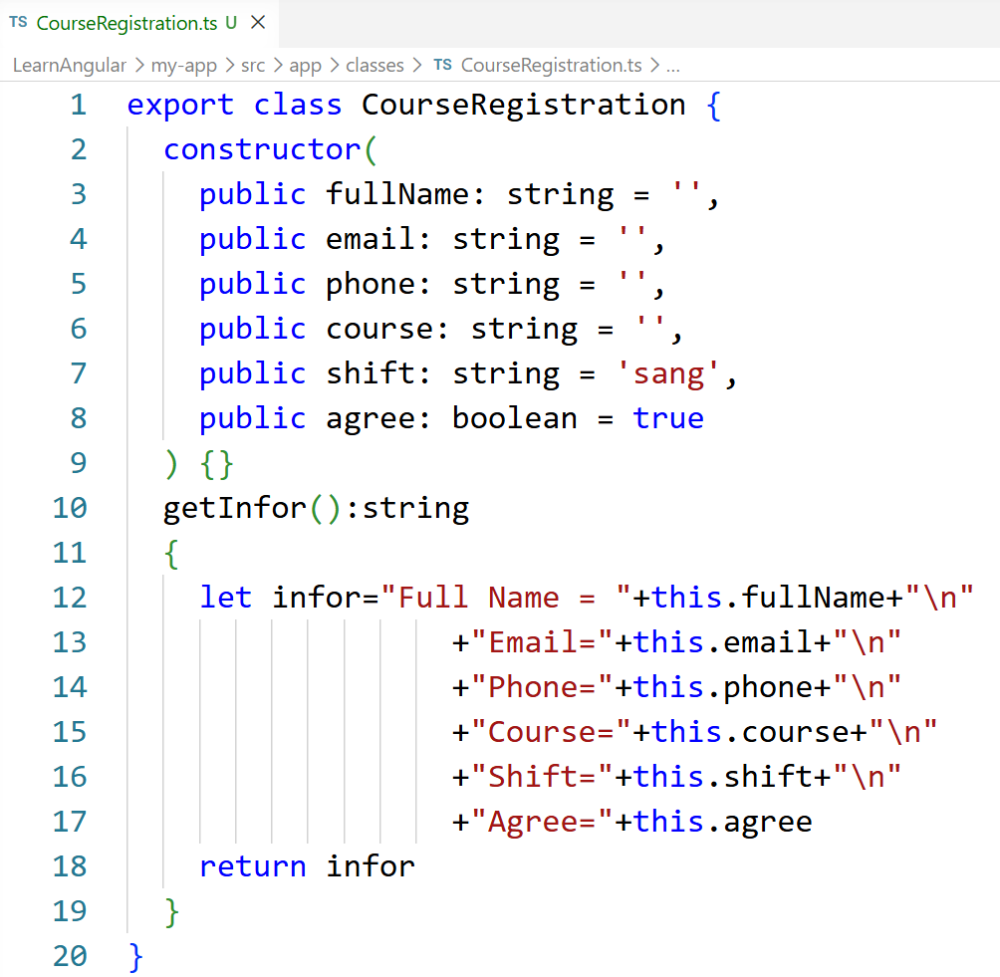 TS CourseRegistration.ts U ×
LearnAngular > my-app > src > app > classes > TS CourseRegistration.ts > ...
1 export class CourseRegistration {
2   constructor(
3     public fullName: string = '',
4     public email: string = '',
5     public phone: string = '',
6     public course: string = '',
7     public shift: string = 'sang',
8     public agree: boolean = true
9   ) {}
10   getInfor():string
11   {
12     let infor="Full Name = "+this.fullName+"\n"
13                   +"Email="+this.email+"\n"
14                   +"Phone="+this.phone+"\n"
15                   +"Course="+this.course+"\n"
16                   +"Shift="+this.shift+"\n"
17                   +"Agree="+this.agree
18     return infor
19   }
20 }